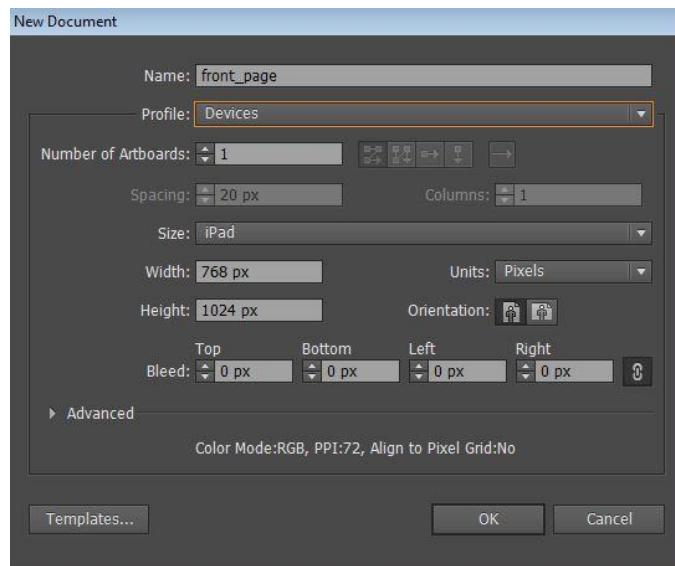 New Document
Name: front_page
Profile: Devices
Number of Artboards: 1
Spacing: 20 px Columns: 1
Size: iPad
Width: 768 px Units: Pixels
Height: 1024 px Orientation:
Top Bottom Left Right
Bleed: 0 px 0 px 0 px 0 px
Advanced
Color Mode:RGB, PPI:72, Align to Pixel Grid:No
Templates... OK Cancel